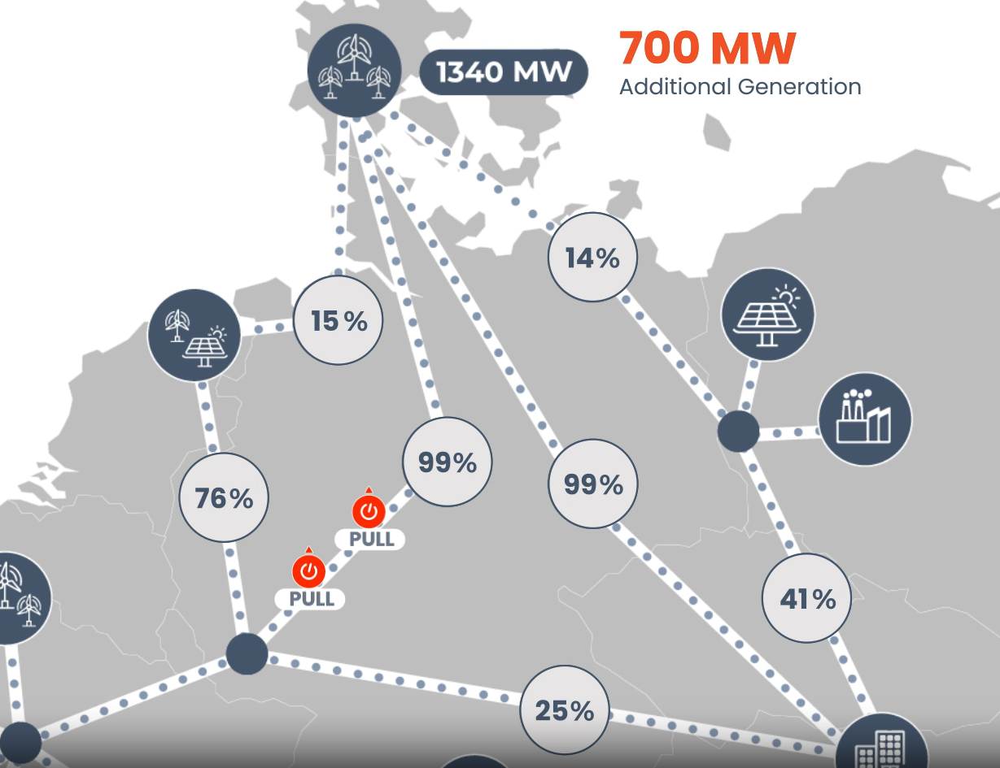 1340 MW
700 MW
Additional Generation
14%
15%
99%
99%
76%
PULL
PULL
41%
25%